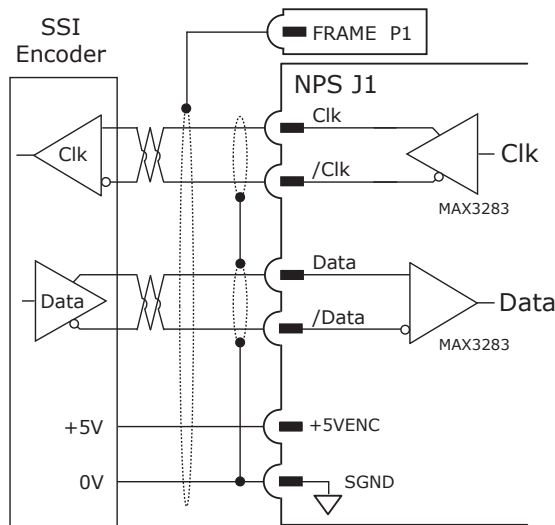 SSI
Encoder
FRAME P1
NPS J1
Clk
Clk
/Clk
Clk
MAX3283
Data
Data
/Data
Data
MAX3283
+5V
+5VENC
0V
SGND